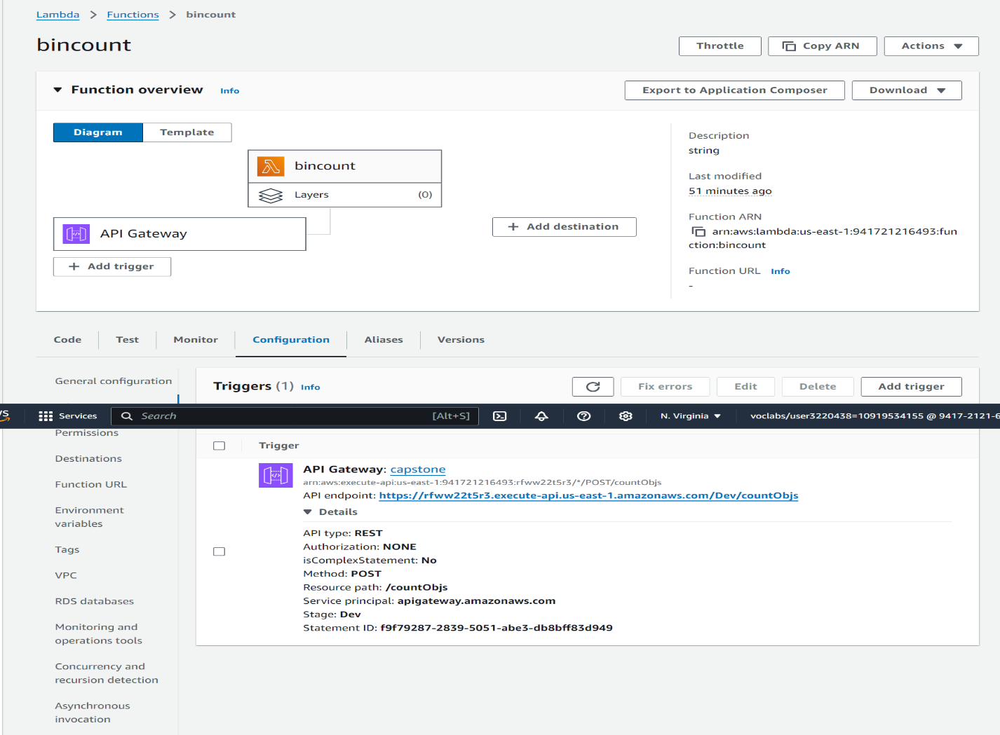 Lambda > Functions > bincount
bincount
Throttle
Copy ARN
Actions
Function overview Info
Export to Application Composer
Download
Diagram
Template
bincount
Layers (0)
API Gateway
+ Add trigger
+ Add destination
Description
string
Last modified
51 minutes ago
Function ARN
arn:aws:lambda:us-east-1:941721216493:fun
ction:bincount
Function URL Info
-
Code
Test
Monitor
Configuration
Aliases
Versions
General configuration
Triggers (1) Info
Fix errors
Edit
Delete
Add trigger
Services
Search [Alt+S]
N. Virginia
voclabs/user3220438=10919534155 @ 9417-2121-6
Permissions
Destinations
Function URL
Environment
variables
Tags
VPC
RDS databases
Monitoring and
operations tools
Concurrency and
recursion detection
Asynchronous
invocation
Trigger
API Gateway: capstone
arn:aws:execute-api:us-east-1:941721216493:rfww22t5r3/*/POST/countObjs
API endpoint: https://rfww22t5r3.execute-api.us-east-1.amazonaws.com/Dev/countObjs
Details
API type: REST
Authorization: NONE
isComplexStatement: No
Method: POST
Resource path: /countObjs
Service principal: apigateway.amazonaws.com
Stage: Dev
Statement ID: f9f79287-2839-5051-abe3-db8bff83d949